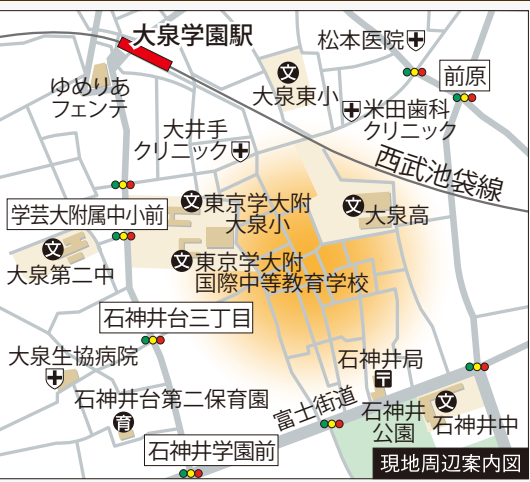 大泉学園駅
松本医院
前原
ゆめりあ
フェンテ
大泉東小
米田歯科
クリニック
大井手
クリニック
西武池袋線
学芸大附属中小前
東京学大附
大泉小
大泉高
大泉第二中
東京学大附
国際中等教育学校
石神井台三丁目
大泉生協病院
石神井局
石神井台第二保育園
富士街道
石神井
公園
石神井中
石神井学園前
現地周辺案内図
文
文
文
文
文
文
育